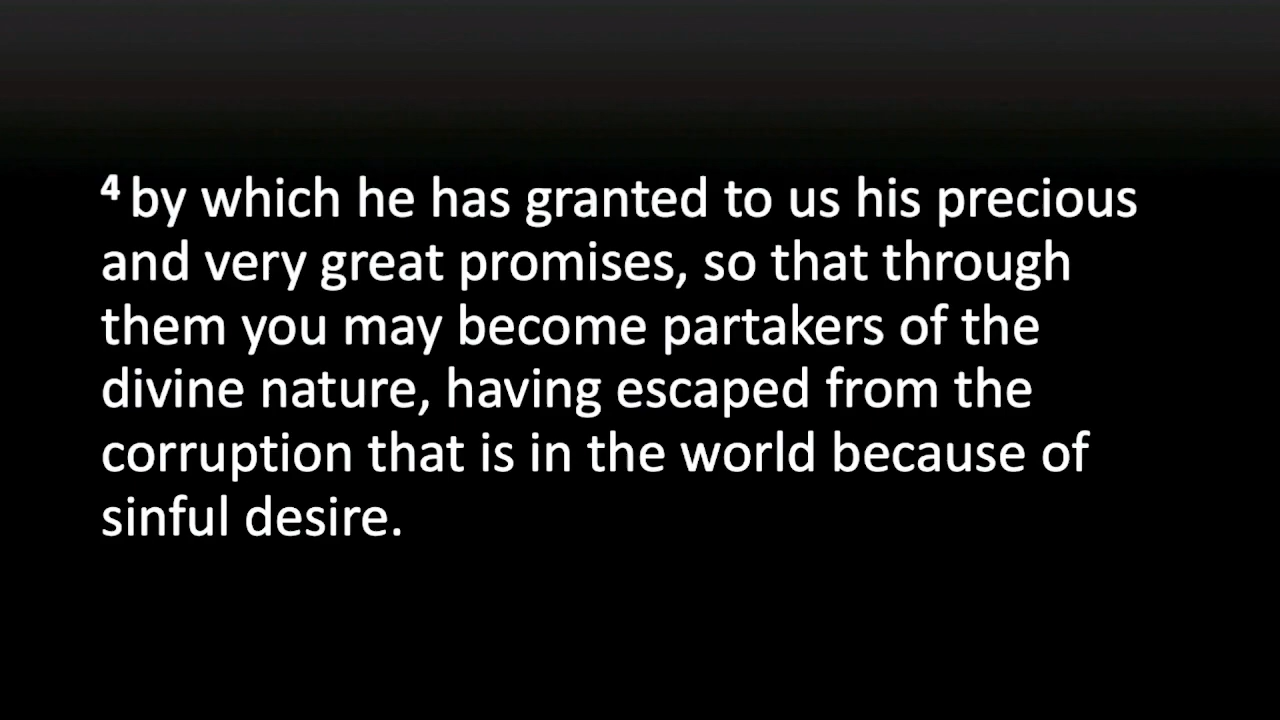 4 by which he has granted to us his precious
and very great promises, so that through
them you may become partakers of the
divine nature, having escaped from the
corruption that is in the world because of
sinful desire.